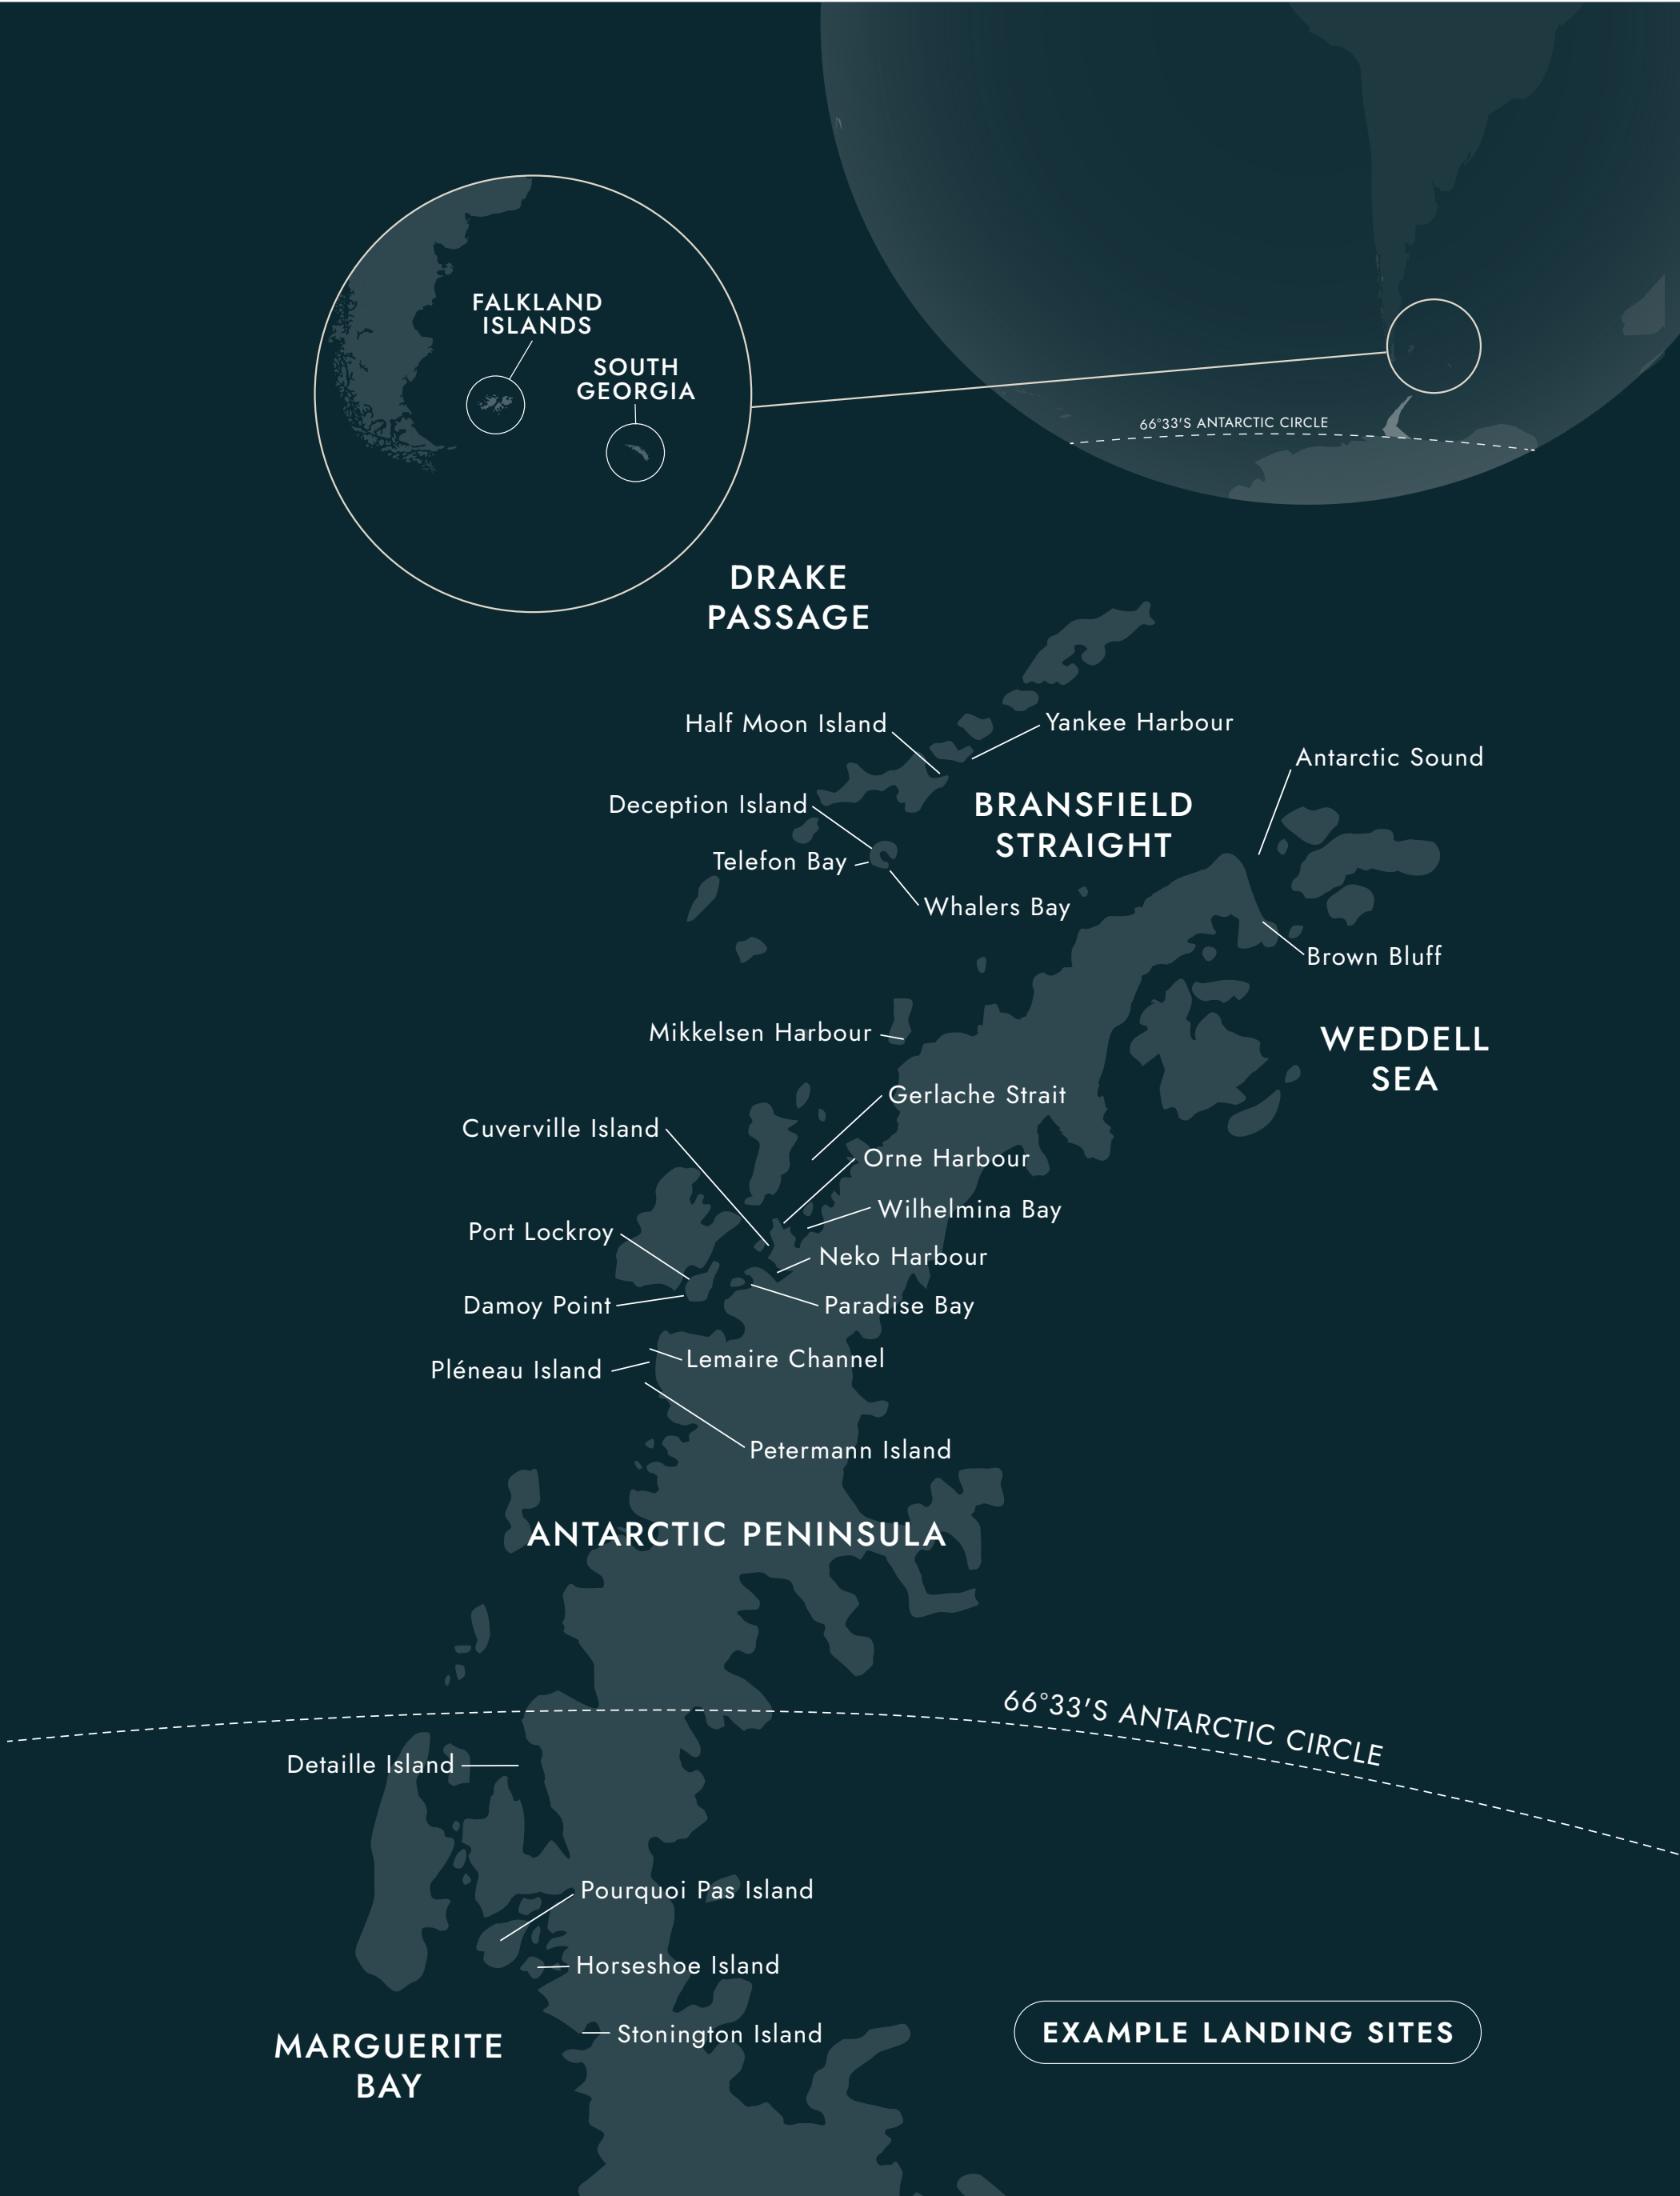 FALKLAND
ISLANDS
SOUTH
GEORGIA
66°33'S ANTARCTIC CIRCLE
DRAKE
PASSAGE
Half Moon Island
Yankee Harbour
Antarctic Sound
Deception Island
BRANSFIELD
STRAIGHT
Telefon Bay
Whalers Bay
Brown Bluff
Mikkelsen Harbour
WEDDELL
SEA
Gerlache Strait
Cuverville Island
Orne Harbour
Wilhelmina Bay
Port Lockroy
Neko Harbour
Damoy Point
Paradise Bay
Lemaire Channel
Pléneau Island
Petermann Island
ANTARCTIC PENINSULA
66°33'S ANTARCTIC CIRCLE
Detaille Island
Pourquoi Pas Island
Horseshoe Island
Stonington Island
EXAMPLE LANDING SITES
MARGUERITE
BAY